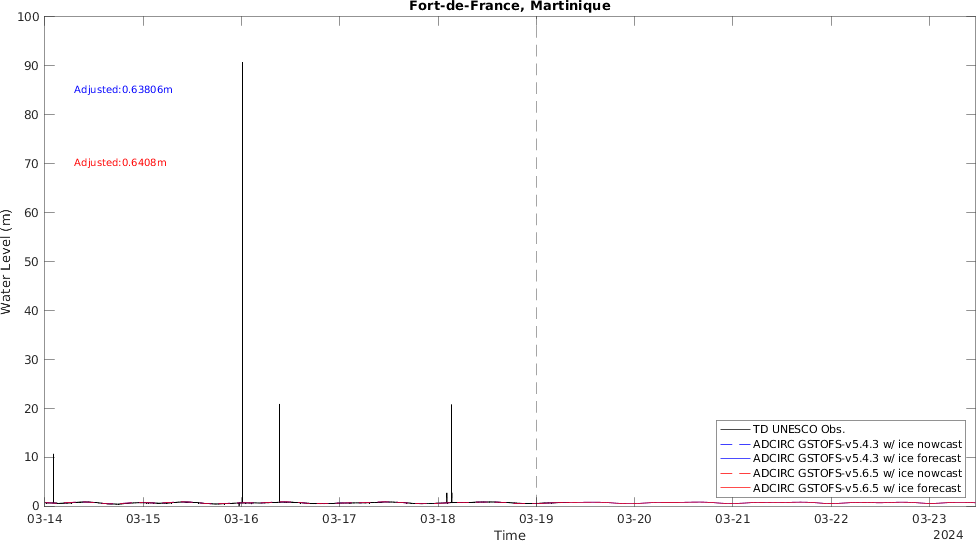 Fort-de-France, Martinique
100
90
80
70
60
50
40
30
20
10
0
Water Level (m)
Adjusted:0.63806m
Adjusted:0.6408m
TD UNESCO Obs.
ADCIRC GSTOFS-v5.4.3 w/ ice nowcast
ADCIRC GSTOFS-v5.4.3 w/ ice forecast
ADCIRC GSTOFS-v5.6.5 w/ ice nowcast
ADCIRC GSTOFS-v5.6.5 w/ ice forecast
03-14 03-15 03-16 03-17 03-18 03-19 03-20 03-21 03-22 03-23
Time
2024